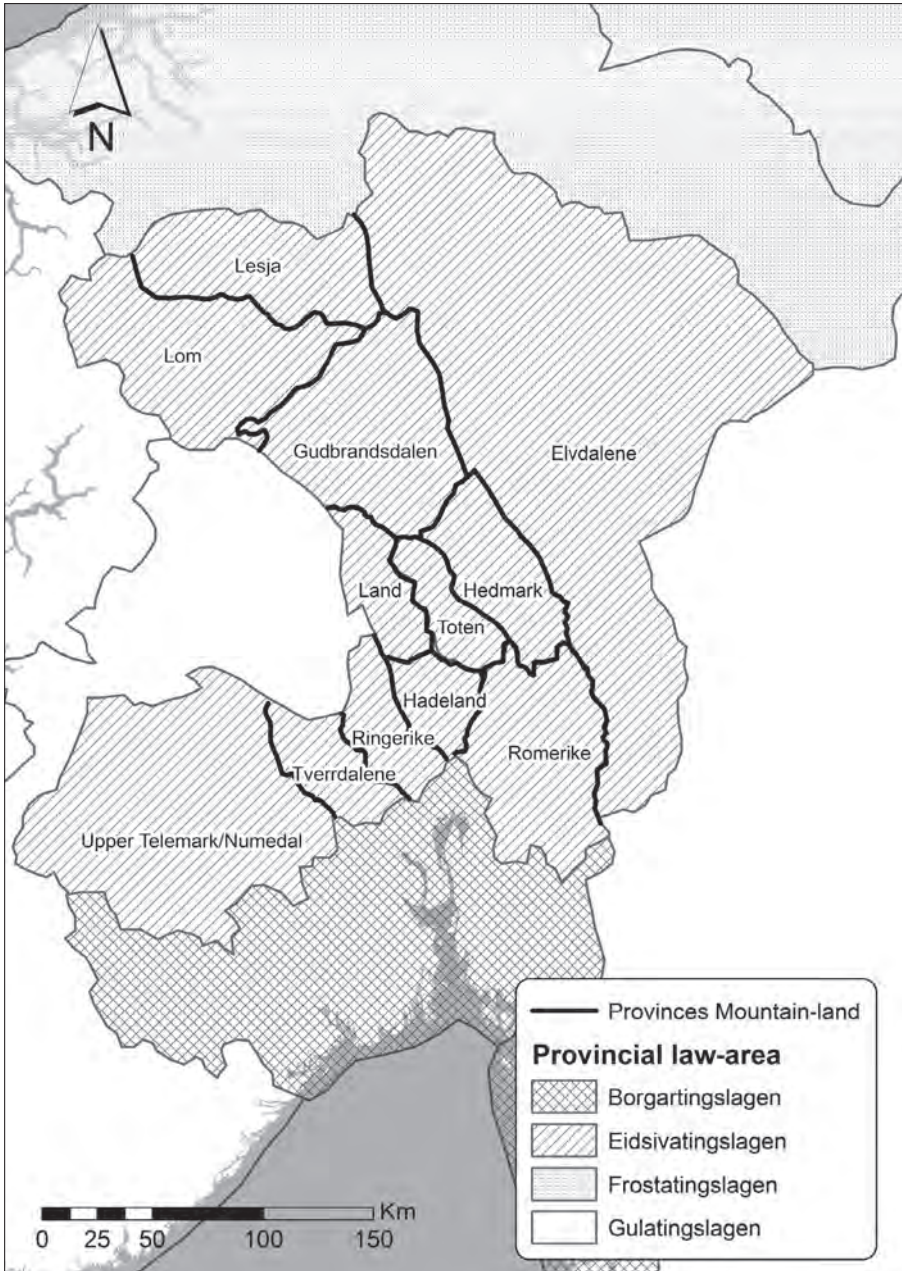 N
Lesja
Lom
Gudbrandsdalen
Elvdalene
Land
Hedmark
Toten
Hadeland
Ringerike
Romerike
Tverrdalene
Upper Telemark/Numedal
Provinces Mountain-land
Provincial law-area
Borgartingslagen
Eidsivatingslagen
Frostatingslagen
Gulatingslagen
Km
0 25 50 100 150